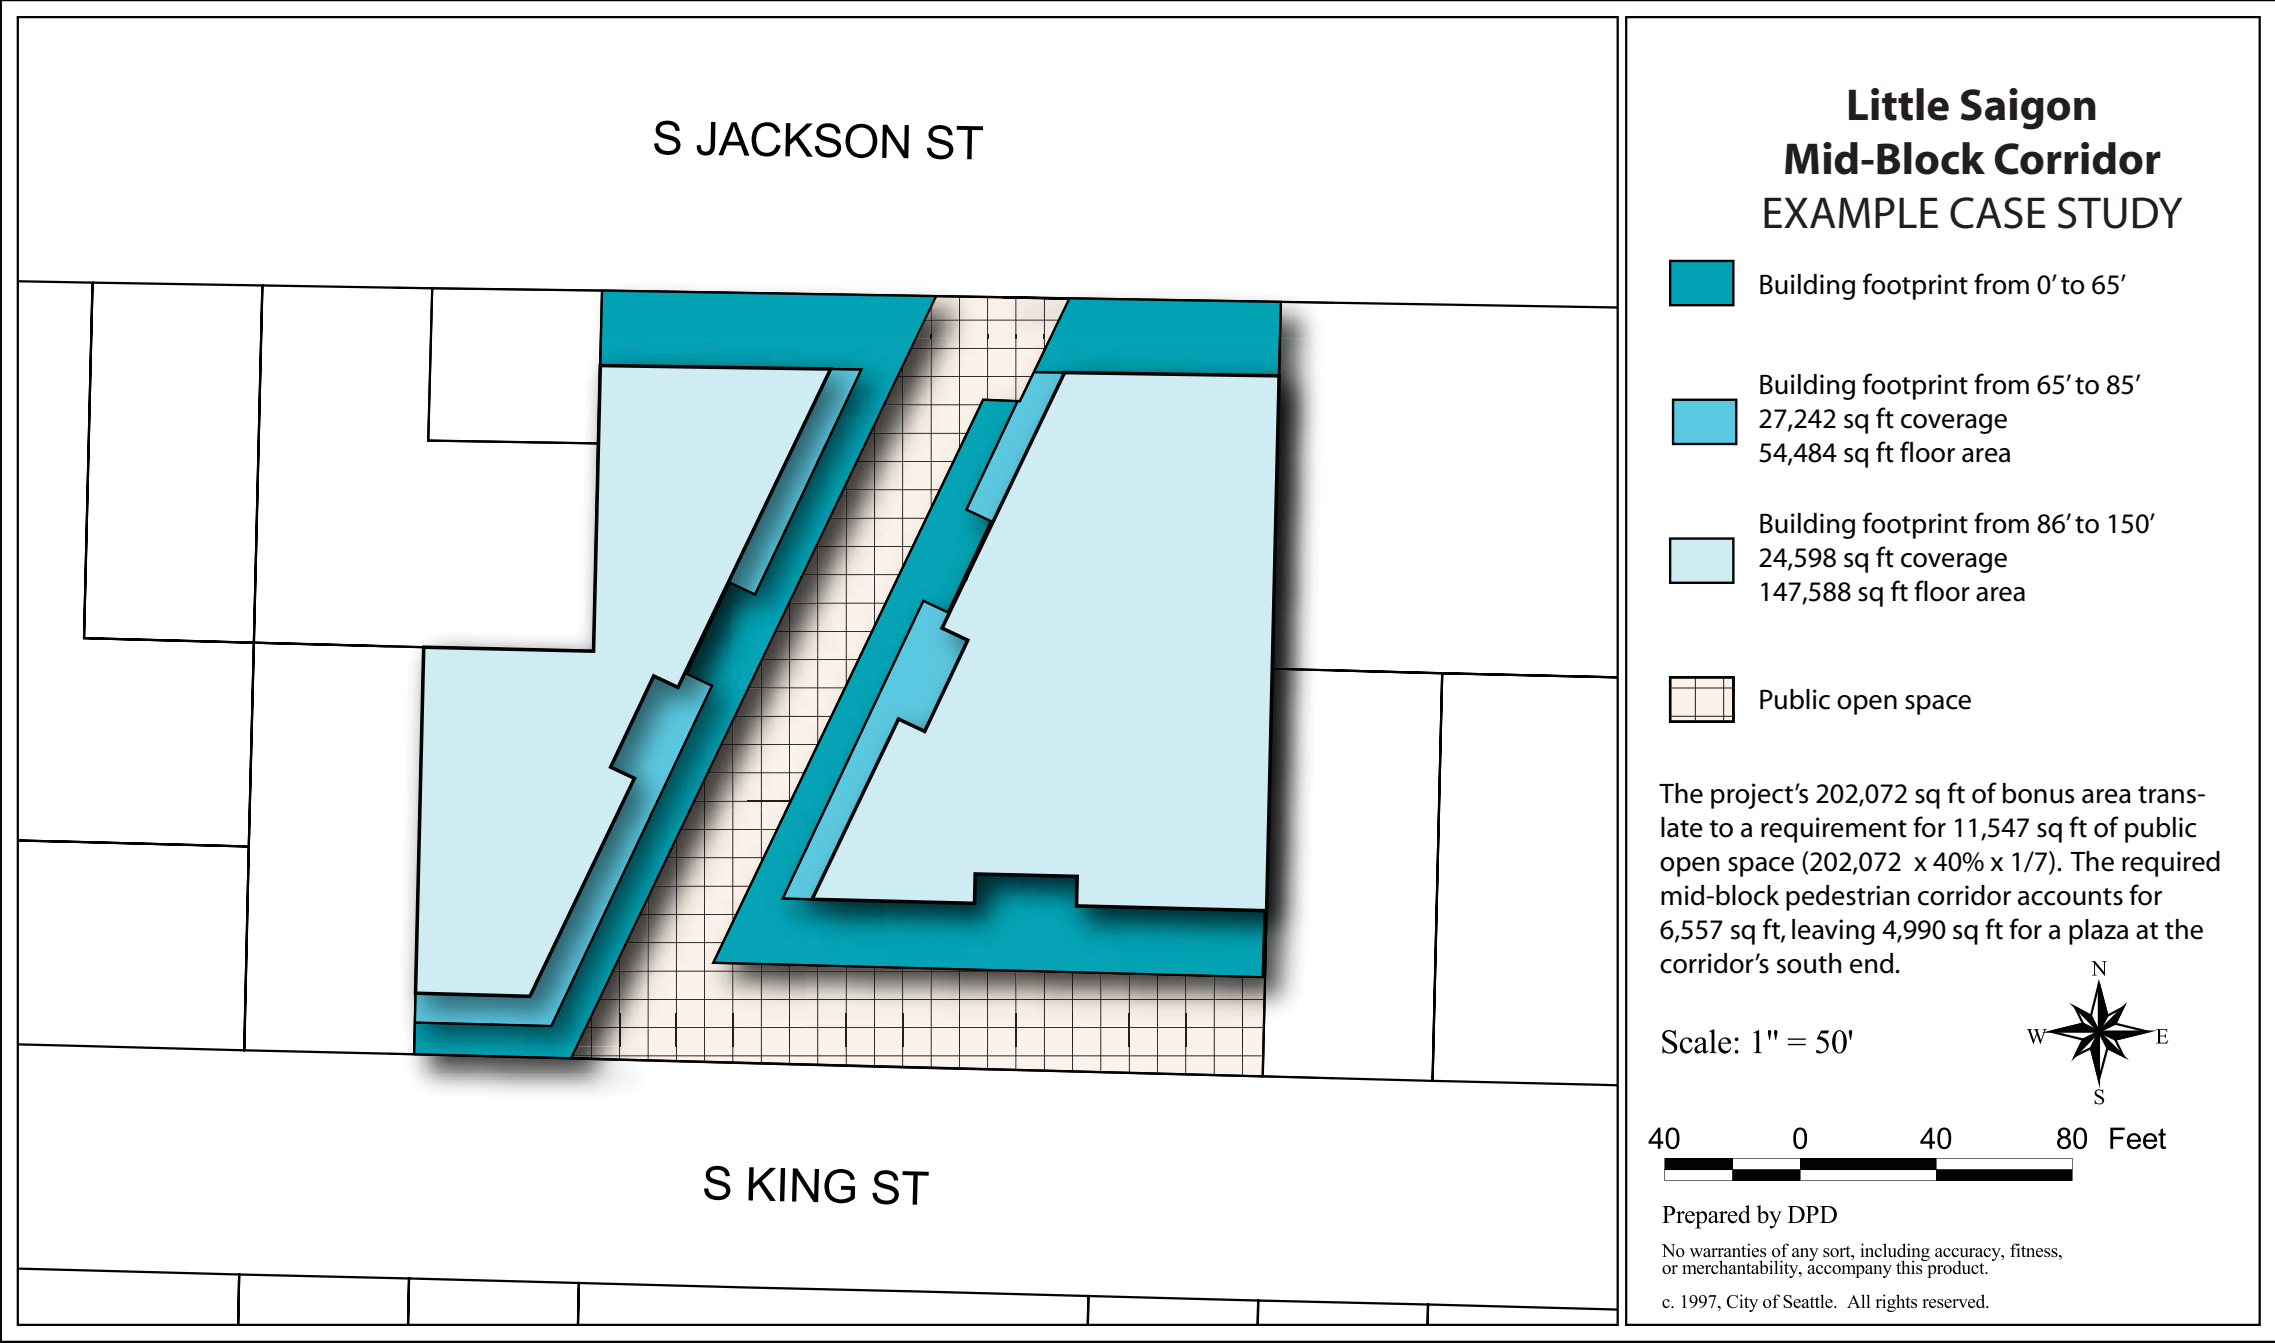 S JACKSON ST
S KING ST
Little Saigon
Mid-Block Corridor
EXAMPLE CASE STUDY
Building footprint from 0’ to 65’
Building footprint from 65’ to 85’
27,242 sq ft coverage
54,484 sq ft floor area
Building footprint from 86’ to 150’
24,598 sq ft coverage
147,588 sq ft floor area
Public open space
The project’s 202,072 sq ft of bonus area trans-
late to a requirement for 11,547 sq ft of public
open space (202,072 x 40% x 1/7). The required
mid-block pedestrian corridor accounts for
6,557 sq ft, leaving 4,990 sq ft for a plaza at the
corridor’s south end.
N
W E
S
Scale: 1" = 50'
40 0 40 80 Feet
Prepared by DPD
No warranties of any sort, including accuracy, fitness,
or merchantability, accompany this product.
c. 1997, City of Seattle. All rights reserved.